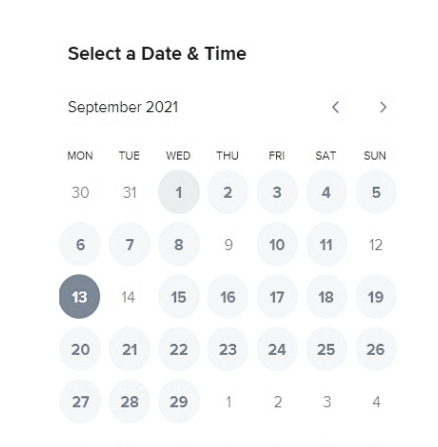 Select a Date & Time
September 2021
MON TUE WED THU FRI SAT SUN
30 31 1 2 3 4 5
6 7 8 9 10 11 12
13 14 15 16 17 18 19
20 21 22 23 24 25 26
27 28 29 1 2 3 4